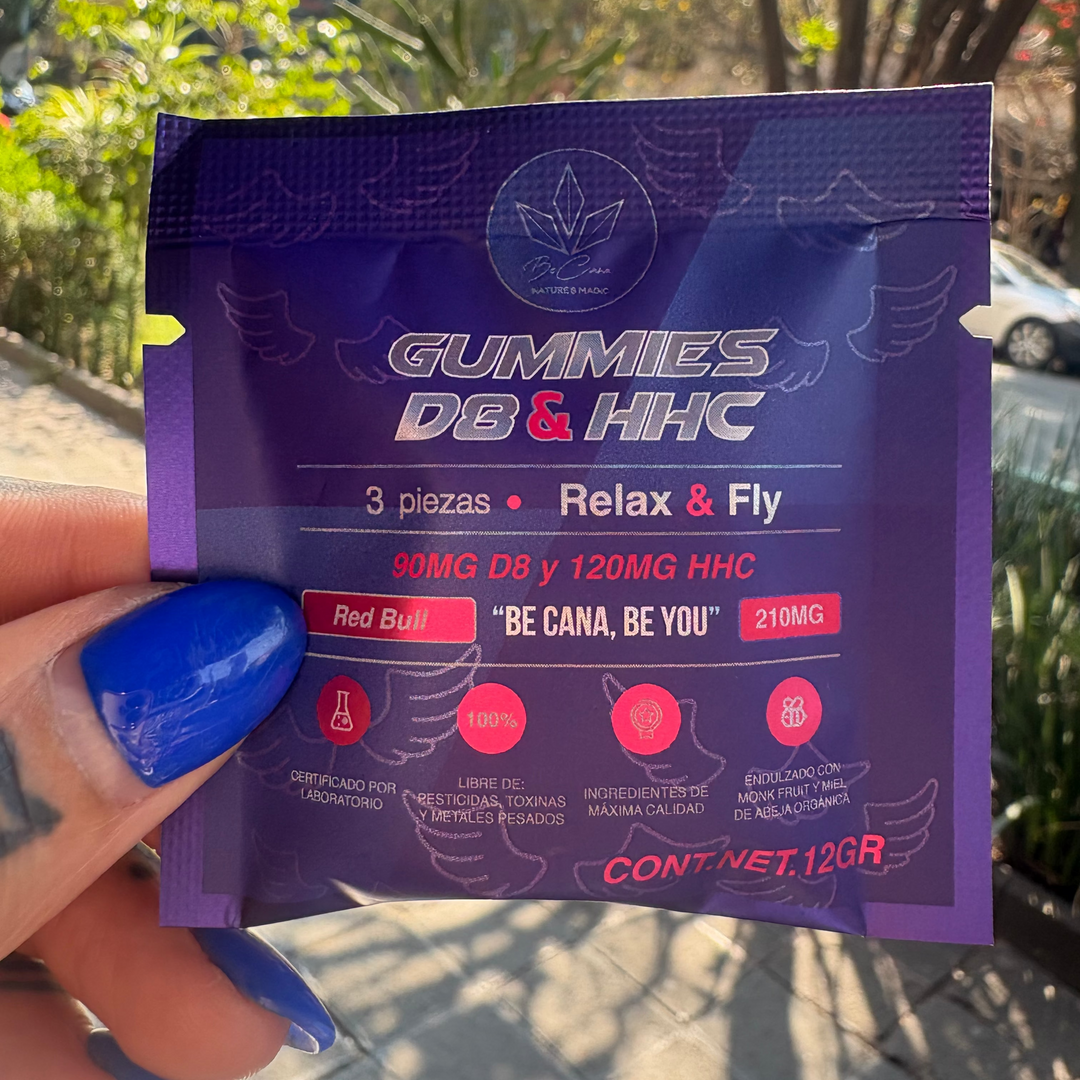 Be Cana
NATURE'S MAGIC
GUMMIES
D8 & HHC
3 piezas • Relax & Fly
90MG D8 y 120MG HHC
Red Bull "BE CANA, BE YOU" 210MG
100%
CERTIFICADO POR
LABORATORIO
LIBRE DE:
PESTICIDAS, TOXINAS
Y METALES PESADOS
INGREDIENTES DE
MÁXIMA CALIDAD
ENDULZADO CON
MONK FRUIT Y MIEL
DE ABEJA ORGÁNICA
CONT.NET.12GR